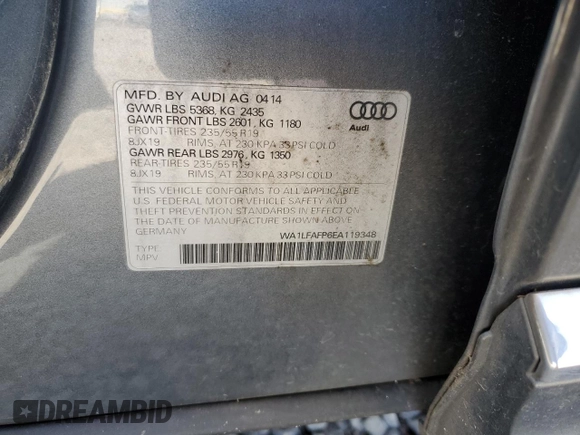 MFD. BY AUDI AG 0414
GVWR LBS 5368, KG 2435
GAWR FRONT LBS 2601, KG 1180
FRONT-TIRES 235/55 R19
8JX19 RIMS, AT 230 KPA 33 PSI COLD
GAWR REAR LBS 2976, KG 1350
REAR-TIRES 235/55 R19
8JX19 RIMS, AT 230 KPA 33 PSI COLD
THIS VEHICLE CONFORMS TO ALL APPLICABLE
U.S. FEDERAL MOTOR VEHICLE SAFETY AND
THEFT PREVENTION STANDARDS IN EFFECT ON
THE DATE OF MANUFACTURE SHOWN ABOVE.
GERMANY
WA1LFAFP6EA119348
TYPE
MPV
Audi
DREAMBID